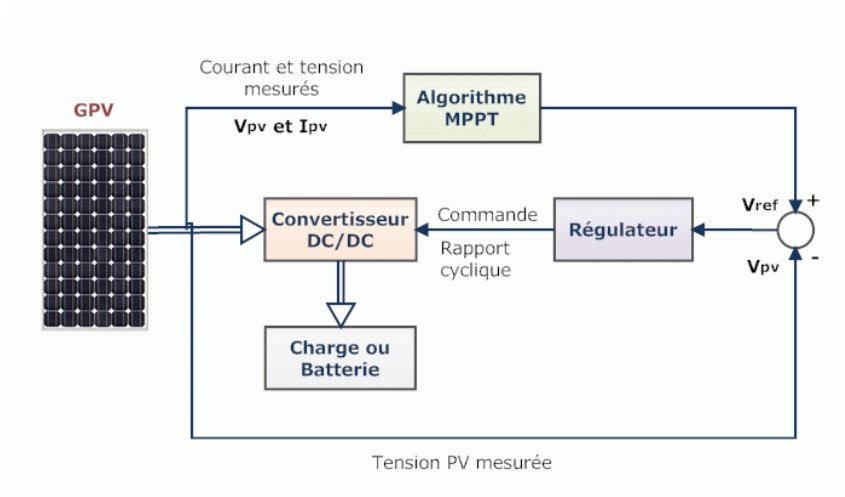 Courant et tension
mesurés
GPV
Vpv et Ipv
Algorithme
MPPT
Convertisseur
DC/DC
Commande
Rapport
cyclique
Régulateur
Vref
+
Vpv
-
Charge ou
Batterie
Tension PV mesurée